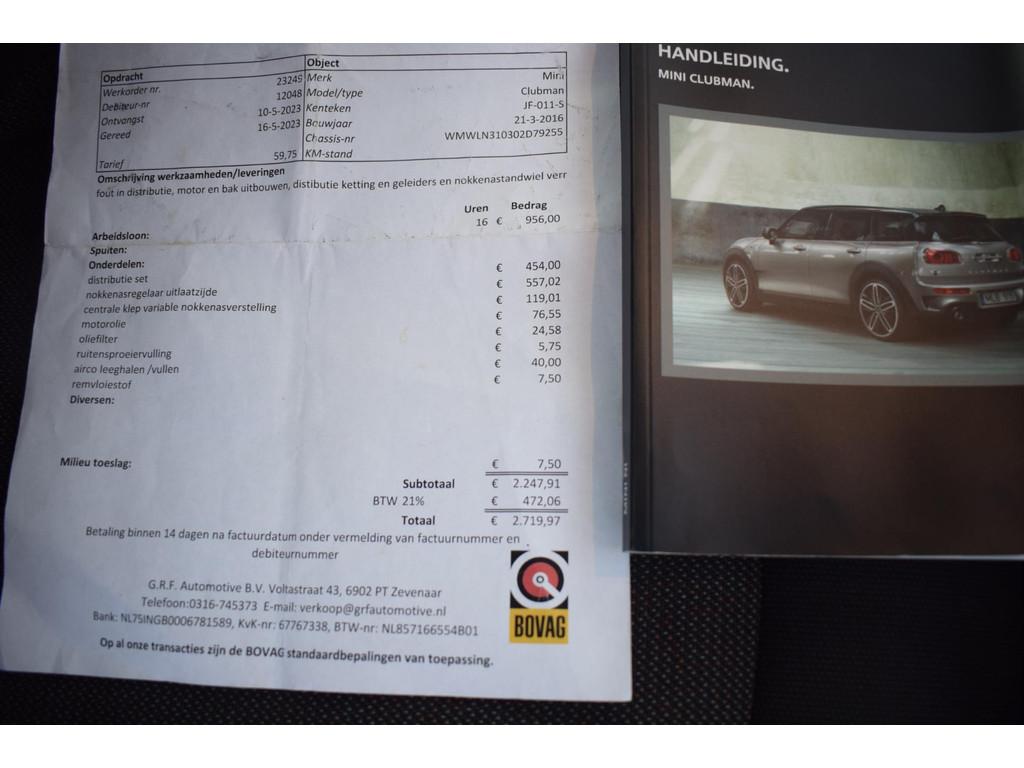 Opdracht
Object
Werkorder nr. 23249 Merk Mini
Debiteur-nr 12048 Model/type Clubman
Ontvangst 10-5-2023 Kenteken JF-011-S
Gereed 16-5-2023 Bouwjaar 21-3-2016
Chassis-nr WMWLN310302D79255
Tarief 59,75 KM-stand
Omschrijving werkzaamheden/leveringen
fout in distributie, motor en bak uitbouwen, distibutie ketting en geleiders en nokkenastandwiel verr
Uren Bedrag
Arbeidsloon: 16 € 956,00
Spuiten:
Onderdelen:
distributie set € 454,00
nokkenasregelaar uitlaatzijde € 557,02
centrale klep variable nokkenasverstelling € 119,01
motorolie € 76,55
oliefilter € 24,58
ruitensproeiervulling € 5,75
airco leeghalen /vullen € 40,00
remvloiestof € 7,50
Diversen:
Milieu toeslag: € 7,50
Subtotaal € 2.247,91
BTW 21% € 472,06
Totaal € 2.719,97
Betaling binnen 14 dagen na factuurdatum onder vermelding van factuurnummer en
debiteurnummer
G.R.F. Automotive B.V. Voltastraat 43, 6902 PT Zevenaar
Telefoon:0316-745373 E-mail: verkoop@grfautomotive.nl
Bank: NL75INGB0006781589, KvK-nr: 67767338, BTW-nr: NL857166554B01
Op al onze transacties zijn de BOVAG standaardbepalingen van toepassing.
BOVAG
HANDLEIDING.
MINI CLUBMAN.
MINI NL